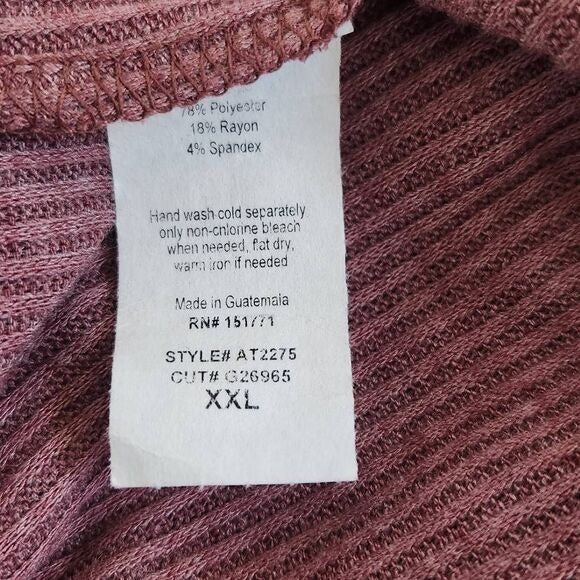 78% Polyester
18% Rayon
4% Spandex
Hand wash cold separately
only non-chlorine bleach
when needed, flat dry,
warm iron if needed
Made in Guatemala
RN# 151771
STYLE# AT2275
CUT# G26965
XXL